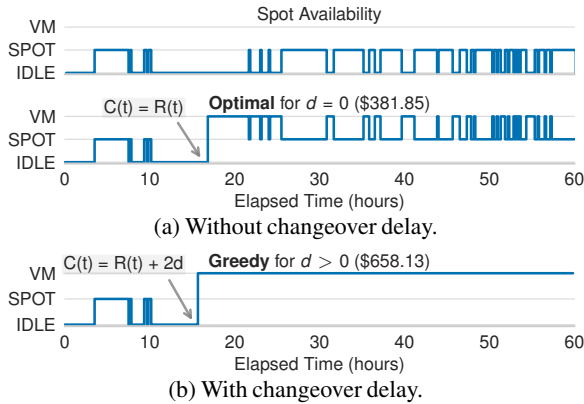 Spot Availability
VM
SPOT
IDLE
C(t) = R(t)
Optimal for d = 0 ($381.85)
VM
SPOT
IDLE
0 10 20 30 40 50 60
Elapsed Time (hours)
(a) Without changeover delay.
C(t) = R(t) + 2d
Greedy for d > 0 ($658.13)
VM
SPOT
IDLE
0 10 20 30 40 50 60
Elapsed Time (hours)
(b) With changeover delay.